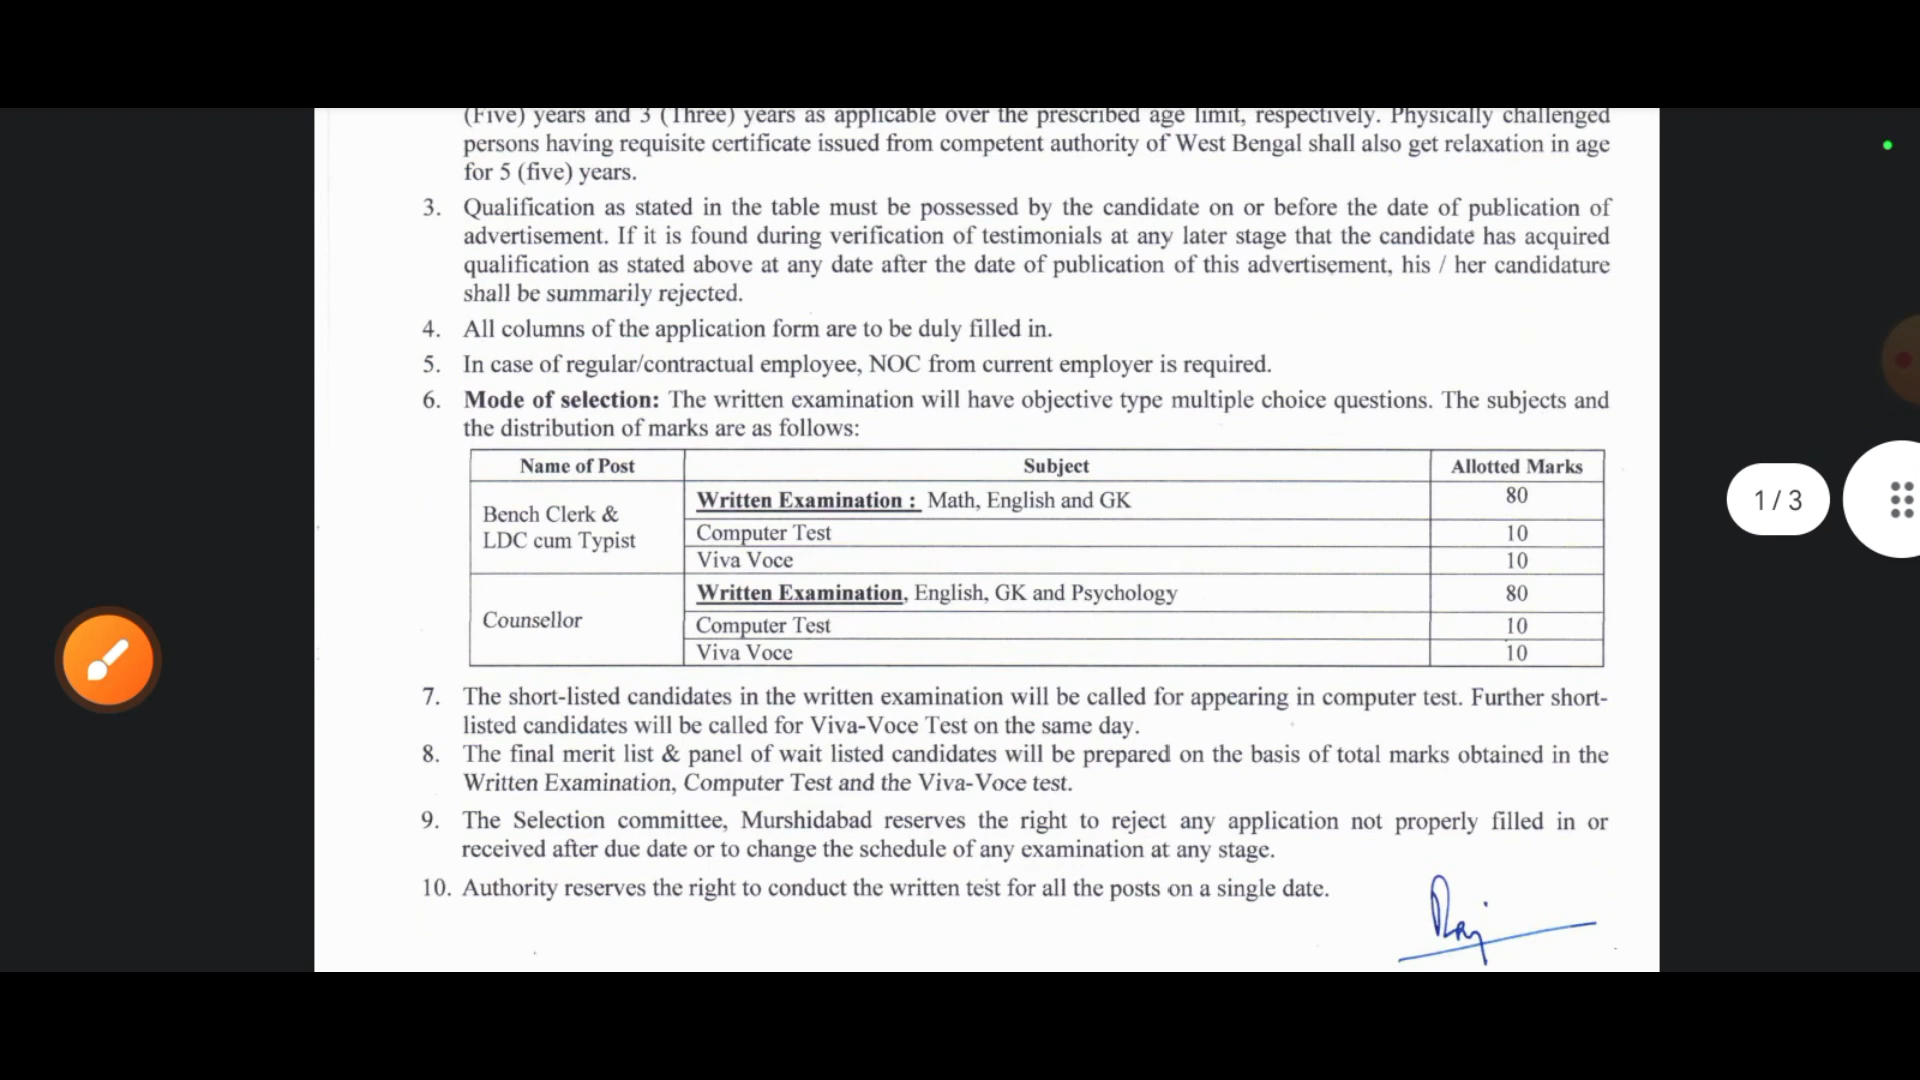 (Five) years and 3 (Three) years as applicable over the prescribed age limit, respectively. Physically challenged
persons having requisite certificate issued from competent authority of West Bengal shall also get relaxation in age
for 5 (five) years.
3. Qualification as stated in the table must be possessed by the candidate on or before the date of publication of
advertisement. If it is found during verification of testimonials at any later stage that the candidate has acquired
qualification as stated above at any date after the date of publication of this advertisement, his / her candidature
shall be summarily rejected.
4. All columns of the application form are to be duly filled in.
5. In case of regular/contractual employee, NOC from current employer is required.
6. Mode of selection: The written examination will have objective type multiple choice questions. The subjects and
the distribution of marks are as follows:
Name of Post Subject Allotted Marks
Bench Clerk &
LDC cum Typist
Written Examination : Math, English and GK 80
Computer Test 10
Viva Voce 10
Counsellor
Written Examination, English, GK and Psychology 80
Computer Test 10
Viva Voce 10
7. The short-listed candidates in the written examination will be called for appearing in computer test. Further short-
listed candidates will be called for Viva-Voce Test on the same day.
8. The final merit list & panel of wait listed candidates will be prepared on the basis of total marks obtained in the
Written Examination, Computer Test and the Viva-Voce test.
9. The Selection committee, Murshidabad reserves the right to reject any application not properly filled in or
received after due date or to change the schedule of any examination at any stage.
10. Authority reserves the right to conduct the written test for all the posts on a single date.
1 / 3